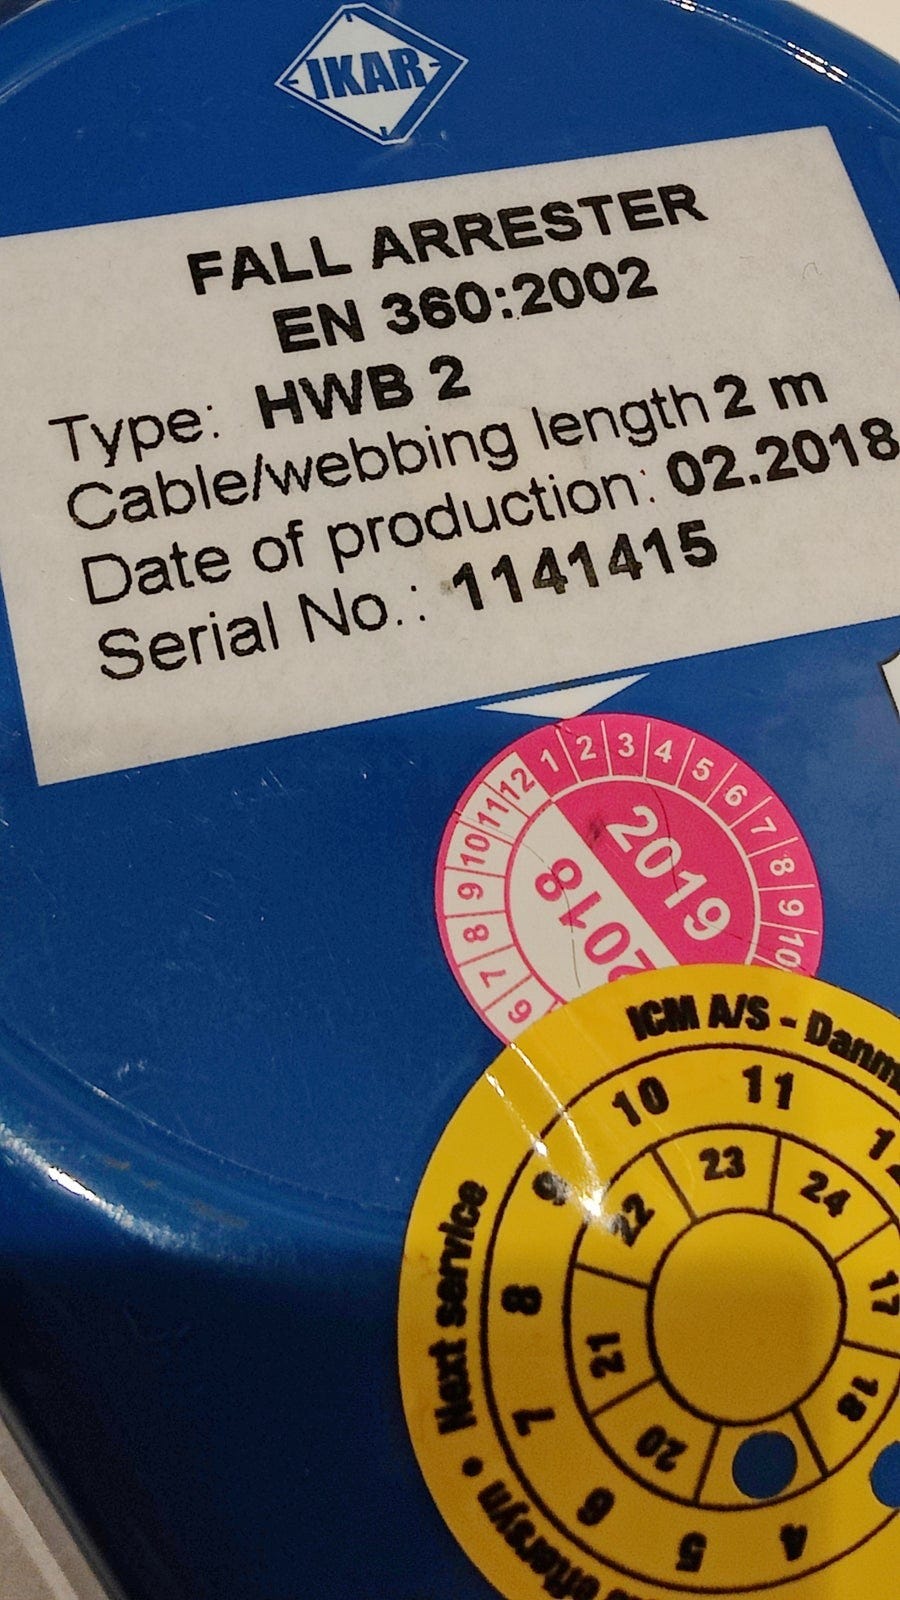 IKAR
FALL ARRESTER
EN 360:2002
Type: HWB 2
Cable/webbing length 2 m
Date of production: 02.2018
Serial No.: 1141415
1 2 3 4 5 6 7 8 9 10
6 7 8 9 10 11 12
2019
2018
ICM A/S - Danm
Next service
eftersyn
4 5 6 7 8 9 10 11
17 18 20 21 22 23 24